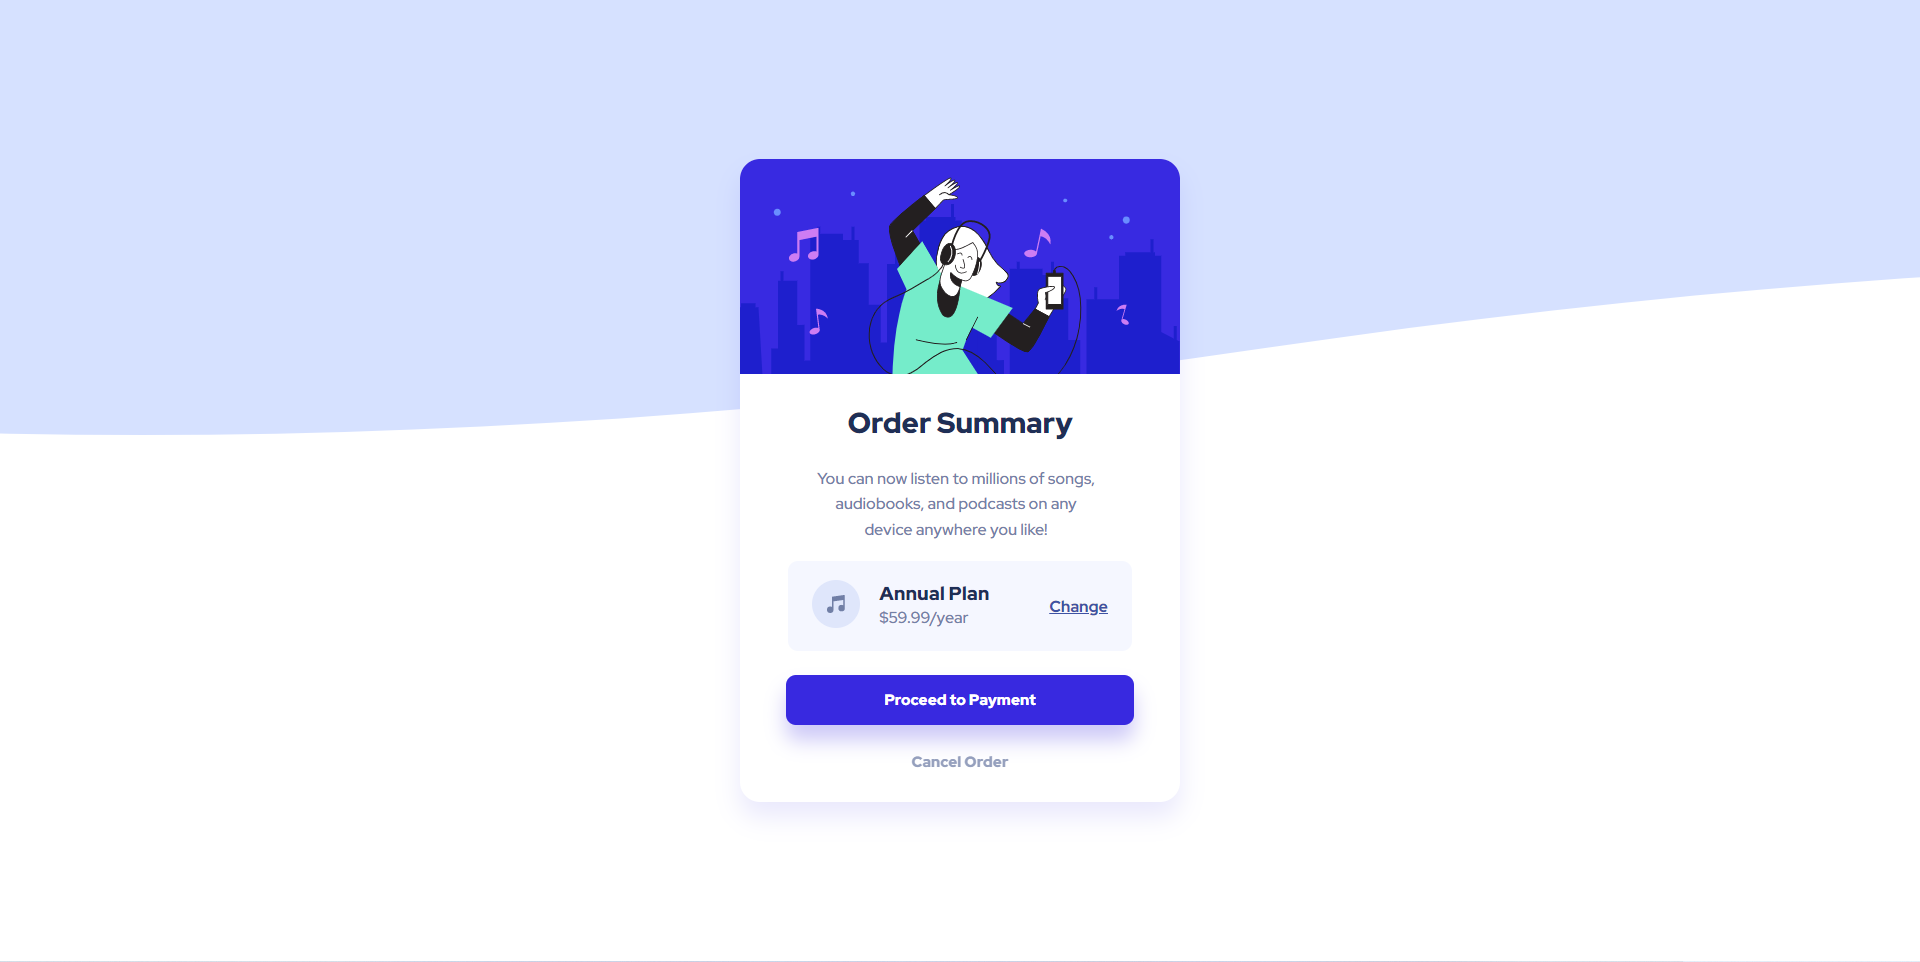 Order Summary
You can now listen to millions of songs,
audiobooks, and podcasts on any
device anywhere you like!
Annual Plan
$59.99/year
Change
Proceed to Payment
Cancel Order